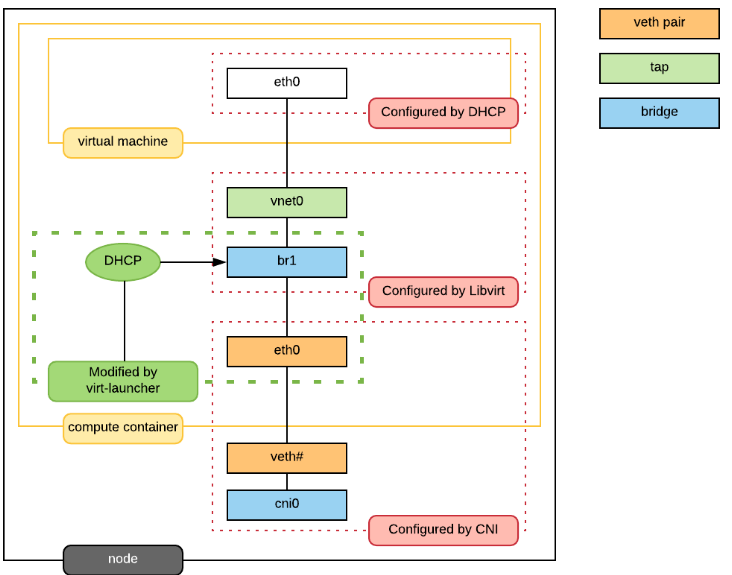 veth pair
tap
bridge
eth0
Configured by DHCP
virtual machine
vnet0
DHCP
br1
Configured by Libvirt
eth0
Modified by
virt-launcher
compute container
veth#
cni0
Configured by CNI
node